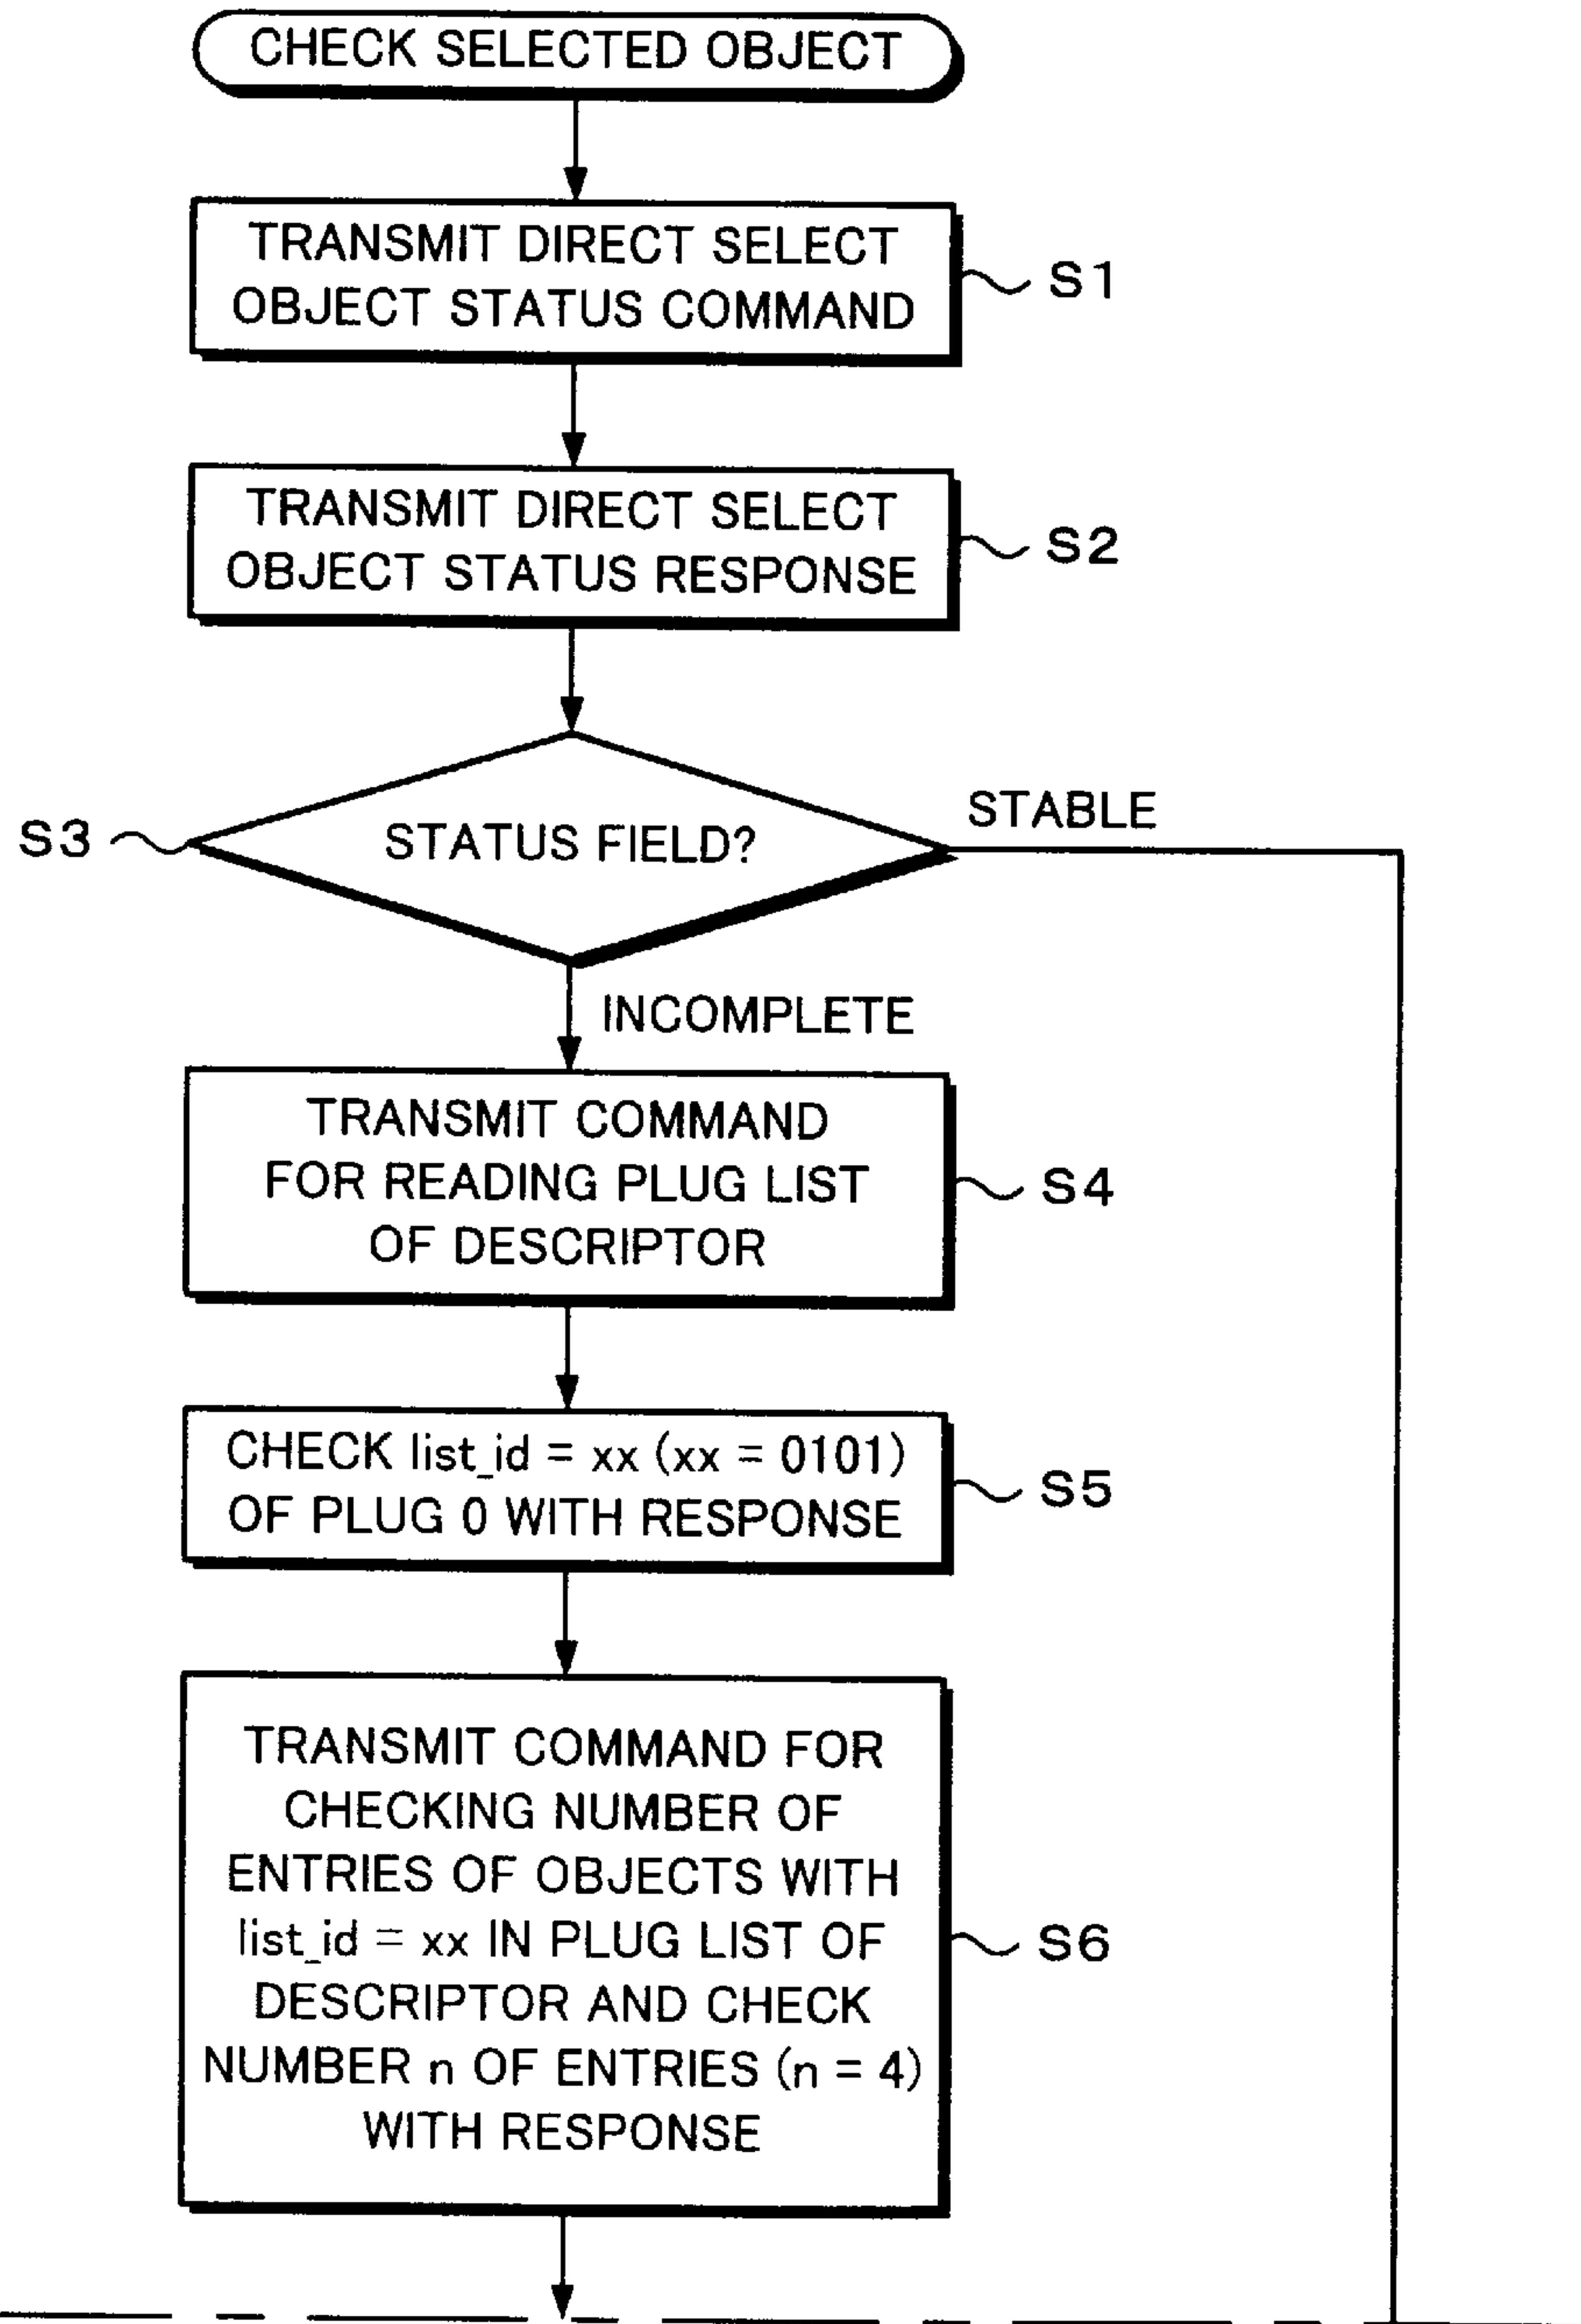 CHECK SELECTED OBJECT
TRANSMIT DIRECT SELECT
OBJECT STATUS COMMAND
S1
TRANSMIT DIRECT SELECT
OBJECT STATUS RESPONSE
S2
S3
STATUS FIELD?
STABLE
INCOMPLETE
TRANSMIT COMMAND
FOR READING PLUG LIST
OF DESCRIPTOR
S4
CHECK list_id = xx (xx = 0101)
OF PLUG 0 WITH RESPONSE
S5
TRANSMIT COMMAND FOR
CHECKING NUMBER OF
ENTRIES OF OBJECTS WITH
list_id = xx IN PLUG LIST OF
DESCRIPTOR AND CHECK
NUMBER n OF ENTRIES (n = 4)
WITH RESPONSE
S6